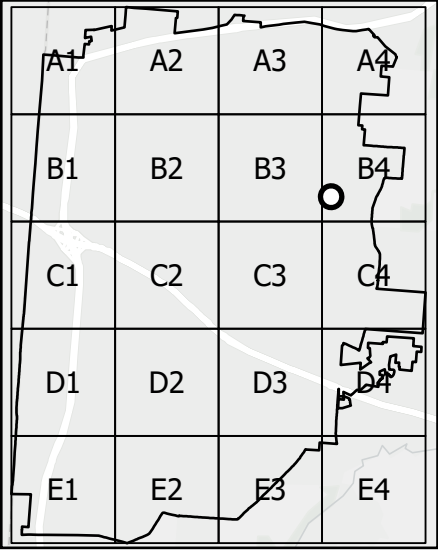 A1 A2 A3 A4
B1 B2 B3 B4
C1 C2 C3 C4
D1 D2 D3 D4
E1 E2 E3 E4